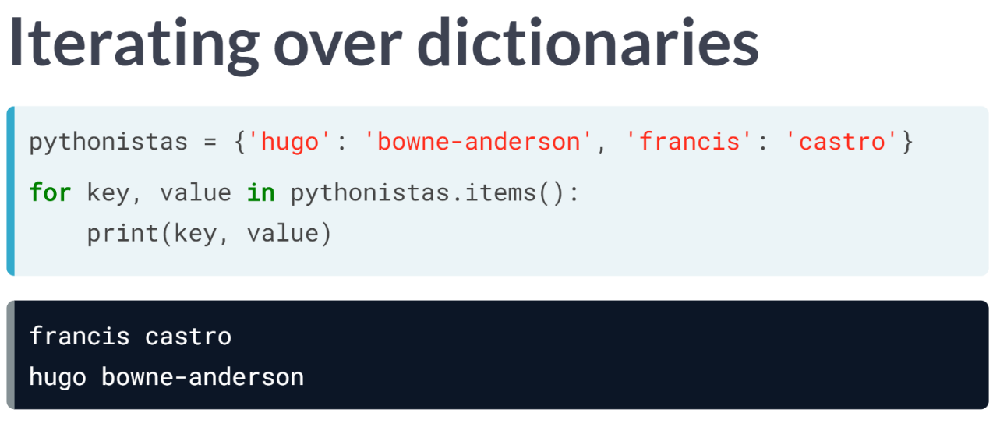 Iterating over dictionaries
pythonistas = {'hugo': 'bowne-anderson', 'francis': 'castro'}
for key, value in pythonistas.items():
    print(key, value)
francis castro
hugo bowne-anderson